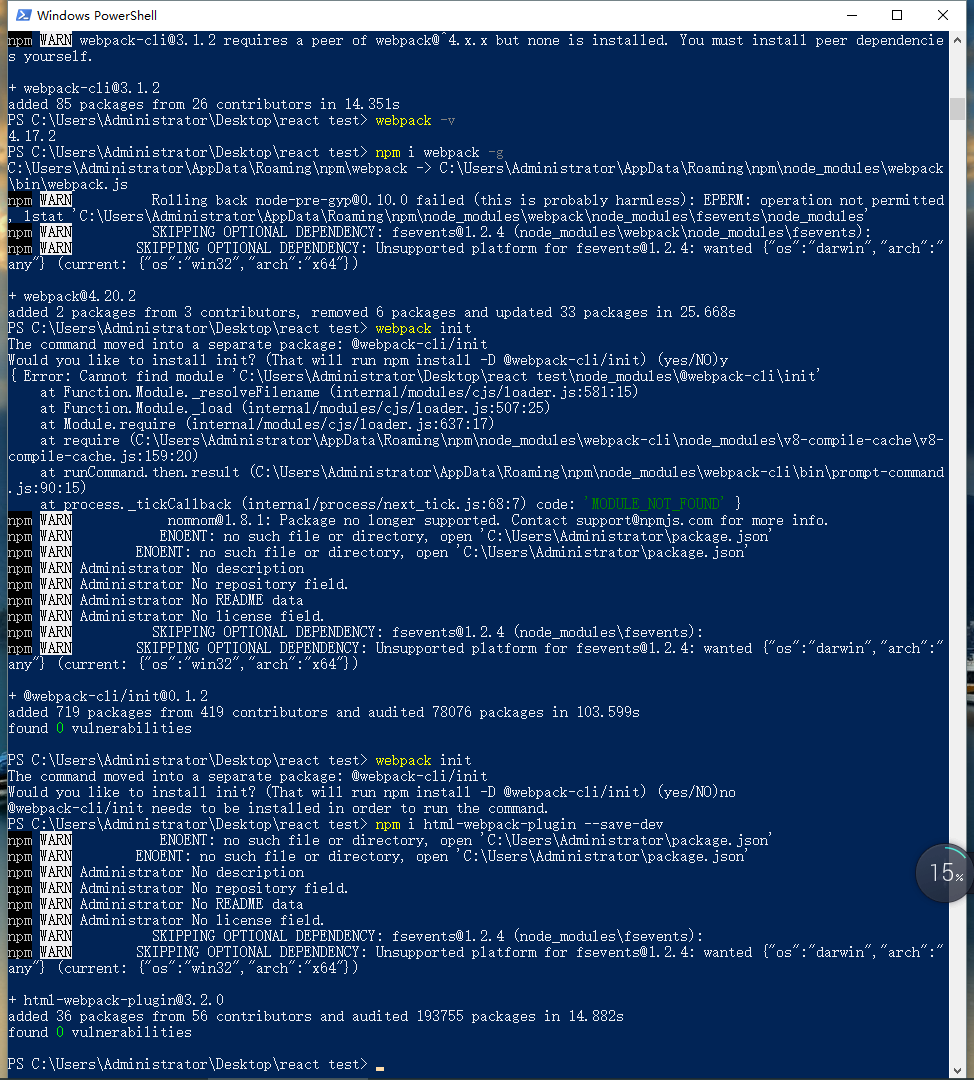 Windows PowerShell
npm WARN webpack-cli@3.1.2 requires a peer of webpack@^4.x.x but none is installed. You must install peer dependencie
s yourself.
+ webpack-cli@3.1.2
added 85 packages from 26 contributors in 14.351s
PS C:\Users\Administrator\Desktop\react test> webpack -v
4.17.2
PS C:\Users\Administrator\Desktop\react test> npm i webpack -g
C:\Users\Administrator\AppData\Roaming\npm\webpack -> C:\Users\Administrator\AppData\Roaming\npm\node_modules\webpack
\bin\webpack.js
npm WARN Rolling back node-pre-gyp@0.10.0 failed (this is probably harmless): EPERM: operation not permitted
, lstat 'C:\Users\Administrator\AppData\Roaming\npm\node_modules\webpack\node_modules\fsevents\node_modules'
npm WARN SKIPPING OPTIONAL DEPENDENCY: fsevents@1.2.4 (node_modules\webpack\node_modules\fsevents):
npm WARN SKIPPING OPTIONAL DEPENDENCY: Unsupported platform for fsevents@1.2.4: wanted {"os":"darwin","arch":"
any"} (current: {"os":"win32","arch":"x64"})
+ webpack@4.20.2
added 2 packages from 3 contributors, removed 6 packages and updated 33 packages in 25.668s
PS C:\Users\Administrator\Desktop\react test> webpack init
The command moved into a separate package: @webpack-cli/init
Would you like to install init? (That will run npm install -D @webpack-cli/init) (yes/NO)y
{ Error: Cannot find module 'C:\Users\Administrator\Desktop\react test\node_modules\@webpack-cli\init'
at Function.Module._resolveFilename (internal/modules/cjs/loader.js:581:15)
at Function.Module._load (internal/modules/cjs/loader.js:507:25)
at Module.require (internal/modules/cjs/loader.js:637:17)
at require (C:\Users\Administrator\AppData\Roaming\npm\node_modules\webpack-cli\node_modules\v8-compile-cache\v8-
compile-cache.js:159:20)
at runCommand.then.result (C:\Users\Administrator\AppData\Roaming\npm\node_modules\webpack-cli\bin\prompt-command
.js:90:15)
at process._tickCallback (internal/process/next_tick.js:68:7) code: 'MODULE_NOT_FOUND' }
npm WARN nomnom@1.8.1: Package no longer supported. Contact support@npmjs.com for more info.
npm WARN ENOENT: no such file or directory, open 'C:\Users\Administrator\package.json'
npm WARN ENOENT: no such file or directory, open 'C:\Users\Administrator\package.json'
npm WARN Administrator No description
npm WARN Administrator No repository field.
npm WARN Administrator No README data
npm WARN Administrator No license field.
npm WARN SKIPPING OPTIONAL DEPENDENCY: fsevents@1.2.4 (node_modules\fsevents):
npm WARN SKIPPING OPTIONAL DEPENDENCY: Unsupported platform for fsevents@1.2.4: wanted {"os":"darwin","arch":"
any"} (current: {"os":"win32","arch":"x64"})
+ @webpack-cli/init@0.1.2
added 719 packages from 419 contributors and audited 78076 packages in 103.599s
found 0 vulnerabilities
PS C:\Users\Administrator\Desktop\react test> webpack init
The command moved into a separate package: @webpack-cli/init
Would you like to install init? (That will run npm install -D @webpack-cli/init) (yes/NO)no
@webpack-cli/init needs to be installed in order to run the command.
PS C:\Users\Administrator\Desktop\react test> npm i html-webpack-plugin --save-dev
npm WARN ENOENT: no such file or directory, open 'C:\Users\Administrator\package.json'
npm WARN ENOENT: no such file or directory, open 'C:\Users\Administrator\package.json'
npm WARN Administrator No description
npm WARN Administrator No repository field.
npm WARN Administrator No README data
npm WARN Administrator No license field.
npm WARN SKIPPING OPTIONAL DEPENDENCY: fsevents@1.2.4 (node_modules\fsevents):
npm WARN SKIPPING OPTIONAL DEPENDENCY: Unsupported platform for fsevents@1.2.4: wanted {"os":"darwin","arch":"
any"} (current: {"os":"win32","arch":"x64"})
15%
+ html-webpack-plugin@3.2.0
added 36 packages from 56 contributors and audited 193755 packages in 14.882s
found 0 vulnerabilities
PS C:\Users\Administrator\Desktop\react test>